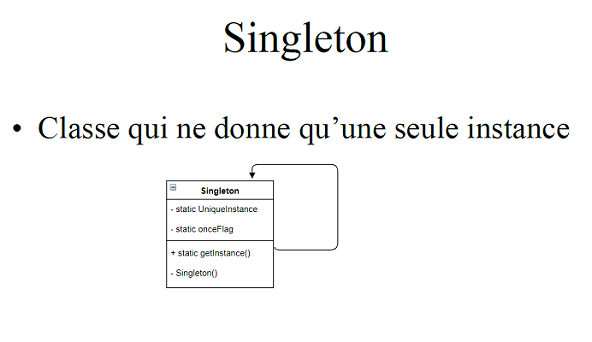 Singleton
• Classe qui ne donne qu’une seule instance
Singleton
- static UniqueInstance
- static onceFlag
+ static getInstance()
- Singleton()